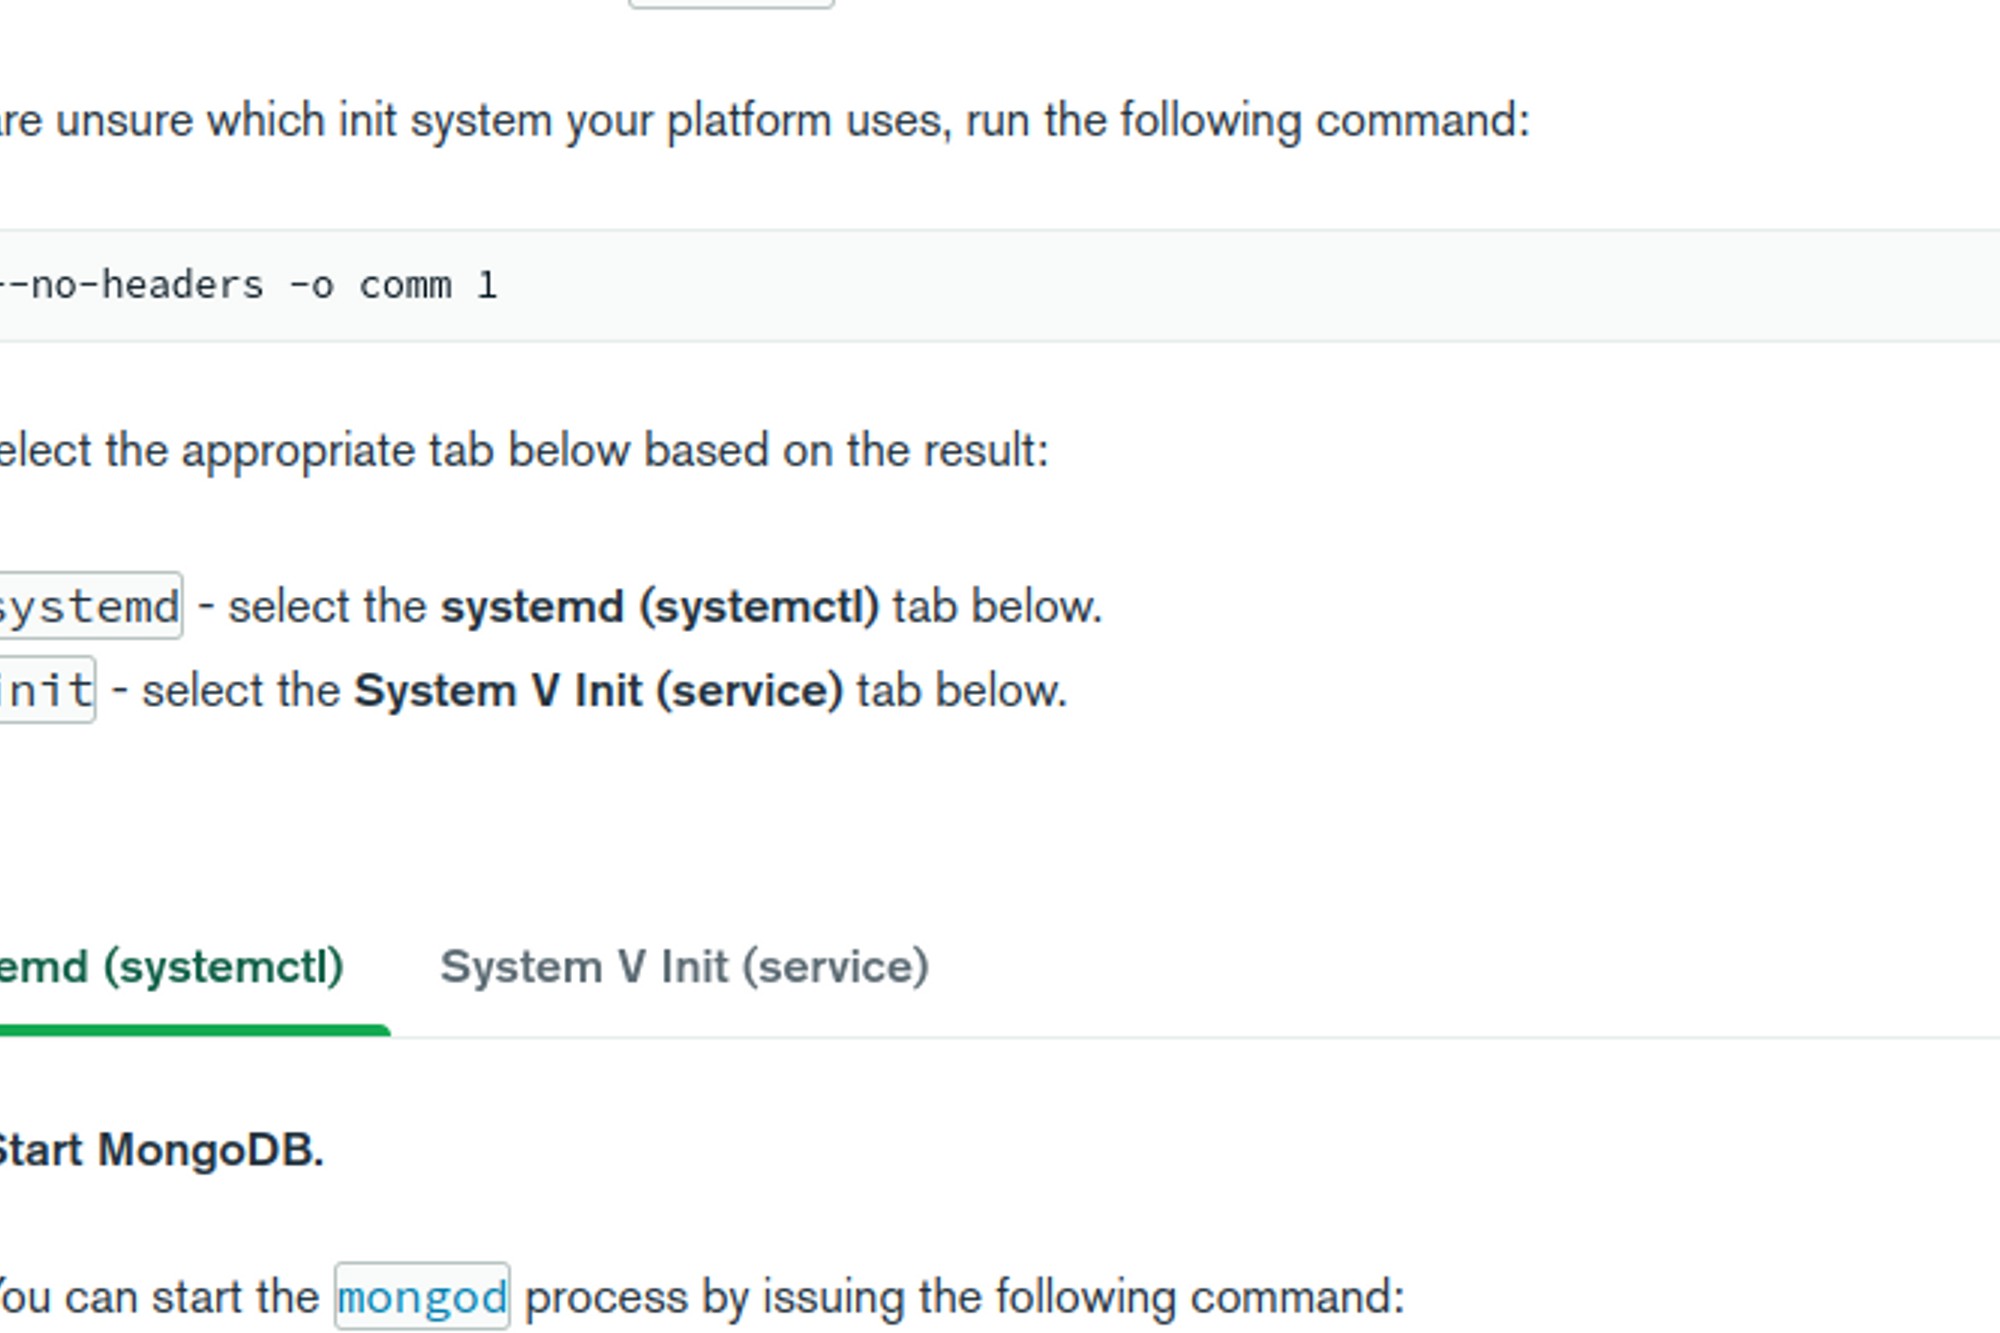 re unsure which init system your platform uses, run the following command:
--no-headers -o comm 1
elect the appropriate tab below based on the result:
systemd - select the systemd (systemctl) tab below.
init - select the System V Init (service) tab below.
emd (systemctl) System V Init (service)
Start MongoDB.
You can start the mongod process by issuing the following command: